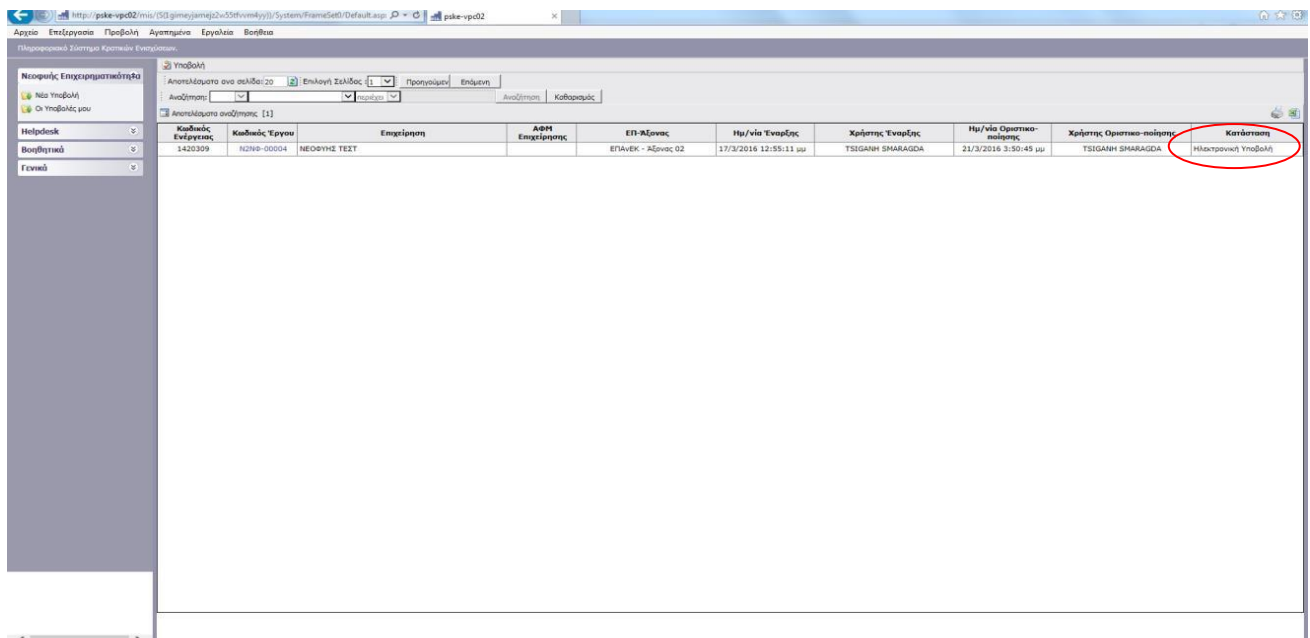 http://pske-vpc02/mis/(S(1gimeyjamejz2w55tfvvm4yy))/System/FrameSet0/Default.asp pske-vpc02
Αρχείο Επεξεργασία Προβολή Αγαπημένα Εργαλεία Βοήθεια
Πληροφοριακό Σύστημα Κρατικών Ενισχύσεων.
Νεοφυής Επιχειρηματικότητα
Νέα Υποβολή
Οι Υποβολές μου
Helpdesk
Βοηθητικά
Γενικά
Υποβολή
Αποτελέσματα ανα σελίδα: 20 Επιλογή Σελίδας : 1 Προηγούμεν Επόμενη
Αναζήτηση: περιέχει Αναζήτηση Καθαρισμός
Αποτελέσματα αναζήτησης [1]
Κωδικός Ενέργειας Κωδικός Έργου Επιχείρηση ΑΦΜ Επιχείρησης ΕΠ-Άξονας Ημ/νία Έναρξης Χρήστης Έναρξης Ημ/νία Οριστικο-ποίησης Χρήστης Οριστικο-ποίησης Κατάσταση
1420309 Ν2ΝΦ-00004 ΝΕΟΦΥΗΣ ΤΕΣΤ ΕΠΑνΕΚ - Άξονας 02 17/3/2016 12:55:11 μμ TSIGANH SMARAGDA 21/3/2016 3:50:45 μμ TSIGANH SMARAGDA Ηλεκτρονική Υποβολή